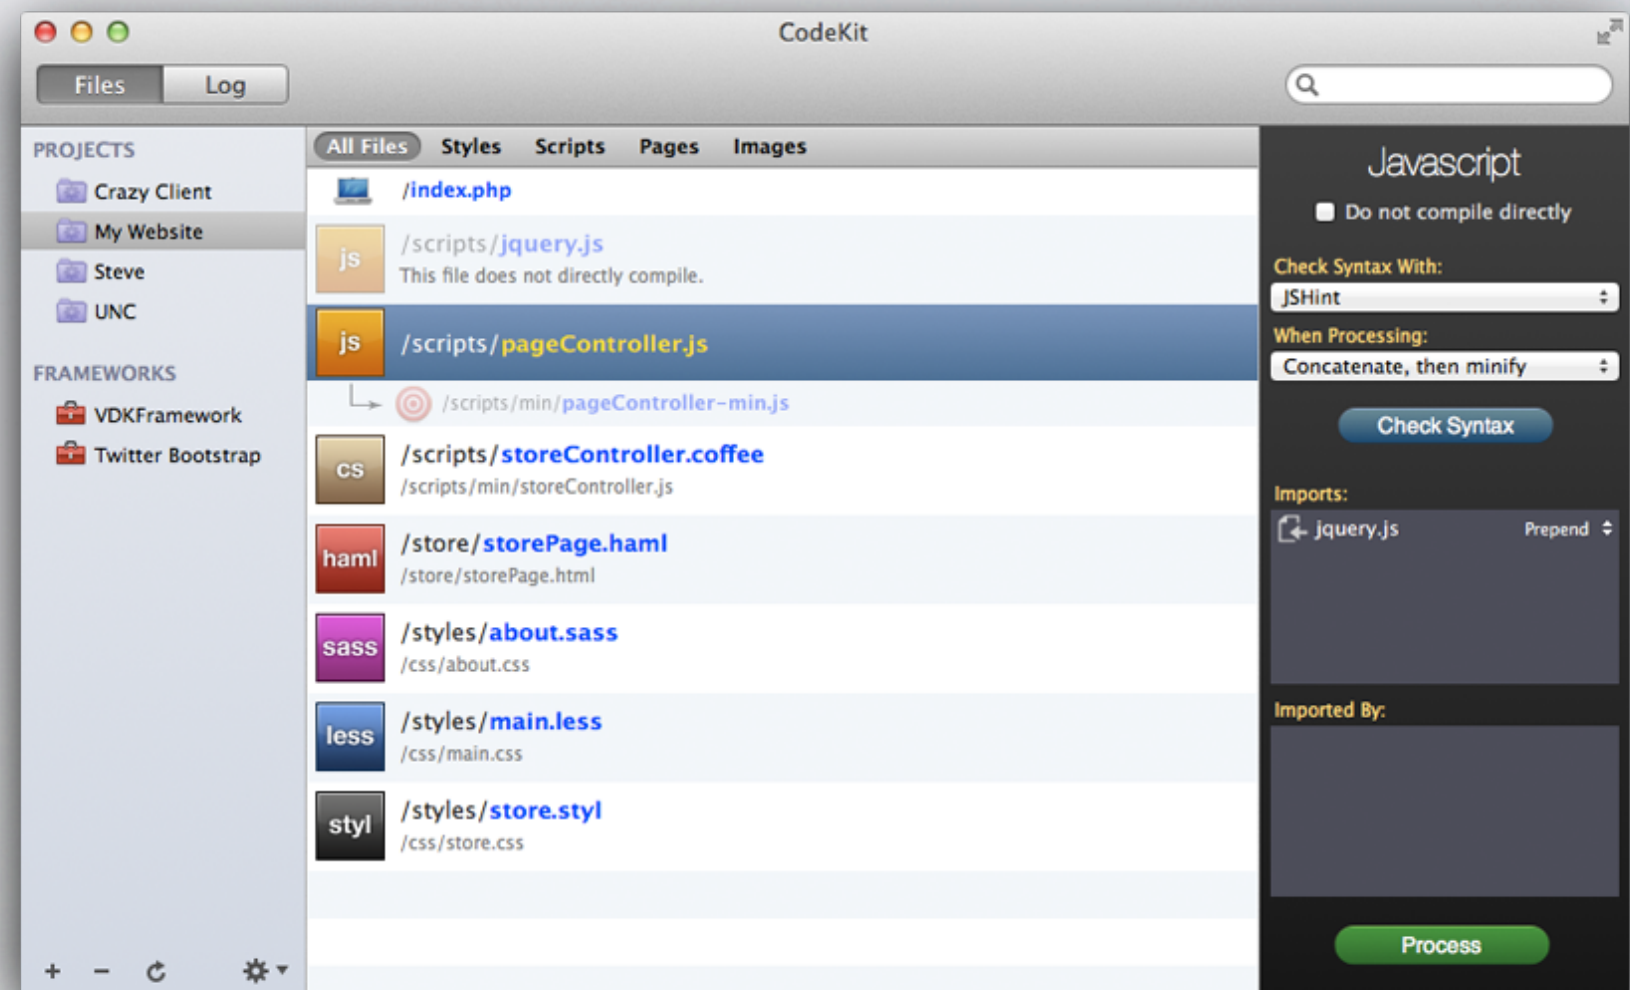 CodeKit
Files
Log
PROJECTS
Crazy Client
My Website
Steve
UNC
FRAMEWORKS
VDKFramework
Twitter Bootstrap
All Files Styles Scripts Pages Images
/index.php
js
/scripts/jquery.js
This file does not directly compile.
js
/scripts/pageController.js
/scripts/min/pageController-min.js
cs
/scripts/storeController.coffee
/scripts/min/storeController.js
haml
/store/storePage.haml
/store/storePage.html
sass
/styles/about.sass
/css/about.css
less
/styles/main.less
/css/main.css
styl
/styles/store.styl
/css/store.css
Javascript
Do not compile directly
Check Syntax With:
JSHint
When Processing:
Concatenate, then minify
Check Syntax
Imports:
jquery.js Prepend
Imported By:
Process